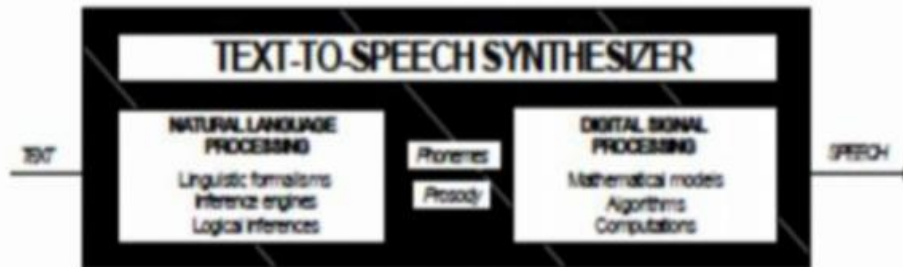 TEXT-TO-SPEECH SYNTHESIZER
TEXT
NATURAL LANGUAGE
PROCESSING
Linguistic formalisms
Inference engines
Logical inferences
Phonemes
Prosody
DIGITAL SIGNAL
PROCESSING
Mathematical models
Algorithms
Computations
SPEECH